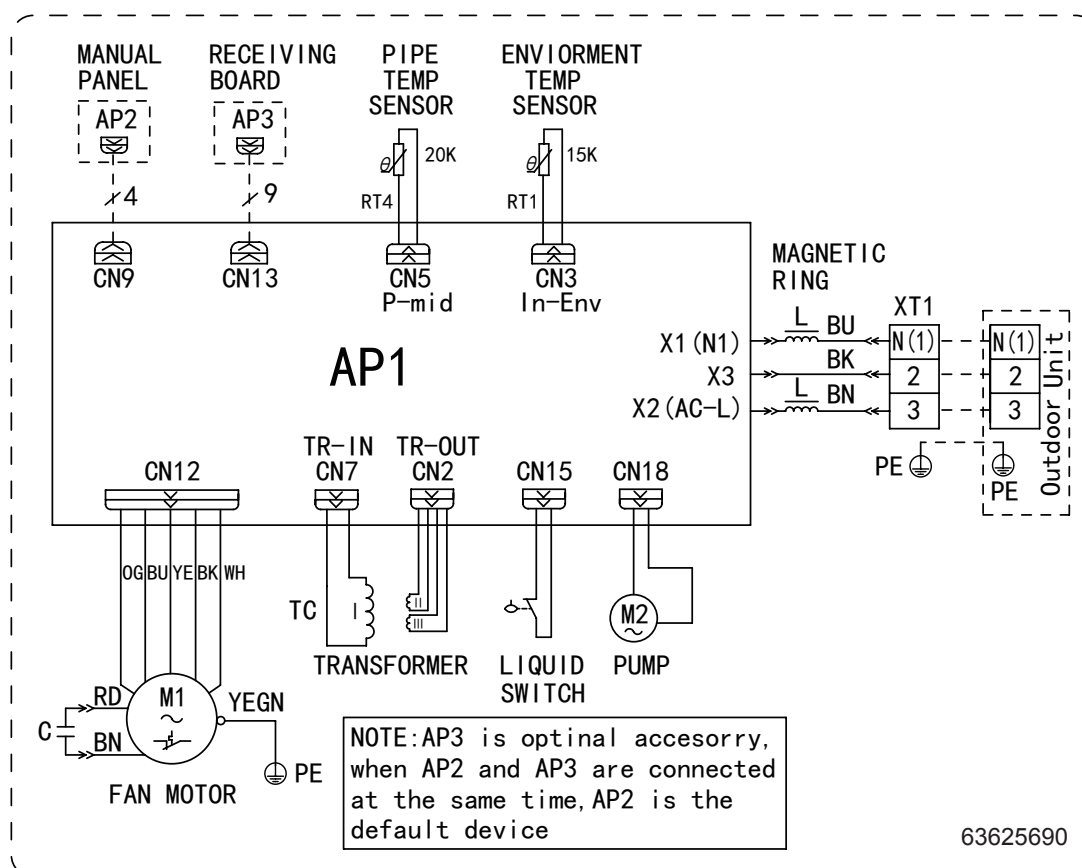 MANUAL
PANEL
RECEIVING
BOARD
PIPE
TEMP
SENSOR
ENVIORMENT
TEMP
SENSOR
AP2
AP3
θ
20K
θ
15K
4
9
RT4
RT1
CN9
CN13
CN5
P-mid
CN3
In-Env
MAGNETIC
RING
AP1
X1(N1)
X3
X2(AC-L)
L
BU
BK
L
BN
XT1
N(1)
2
3
N(1)
2
3
PE
PE
Outdoor Unit
CN12
TR-IN
CN7
TR-OUT
CN2
CN15
CN18
OG BU YE BK WH
TC
I
II
III
M2
~
TRANSFORMER
LIQUID
SWITCH
PUMP
C
RD
BN
M1
~
YEGN
PE
FAN MOTOR
NOTE:AP3 is optinal accesorry,
when AP2 and AP3 are connected
at the same time,AP2 is the
default device
63625690